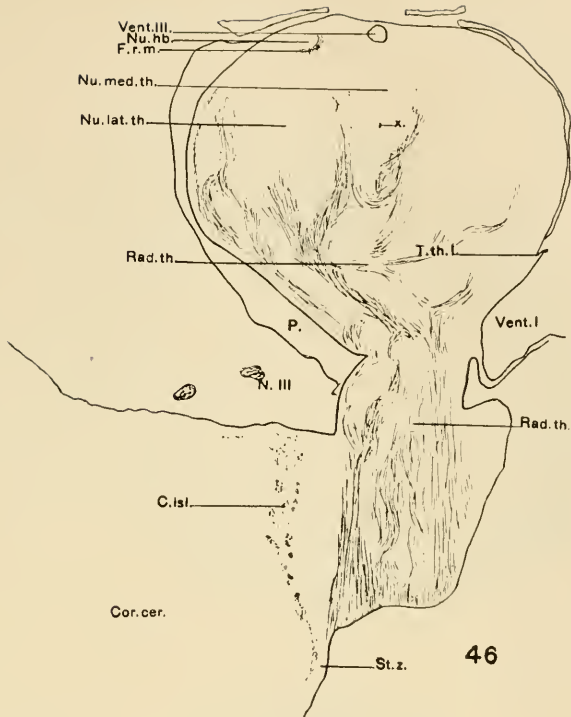 Vent.III.
Nu.hb.
F.r.m.
Nu.med.th.
Nu.lat.th.
x.
T.th.l.
Rad.th.
P.
Vent.l
N.III
Rad.th.
C.isl.
Cor.cer.
St.z.
46